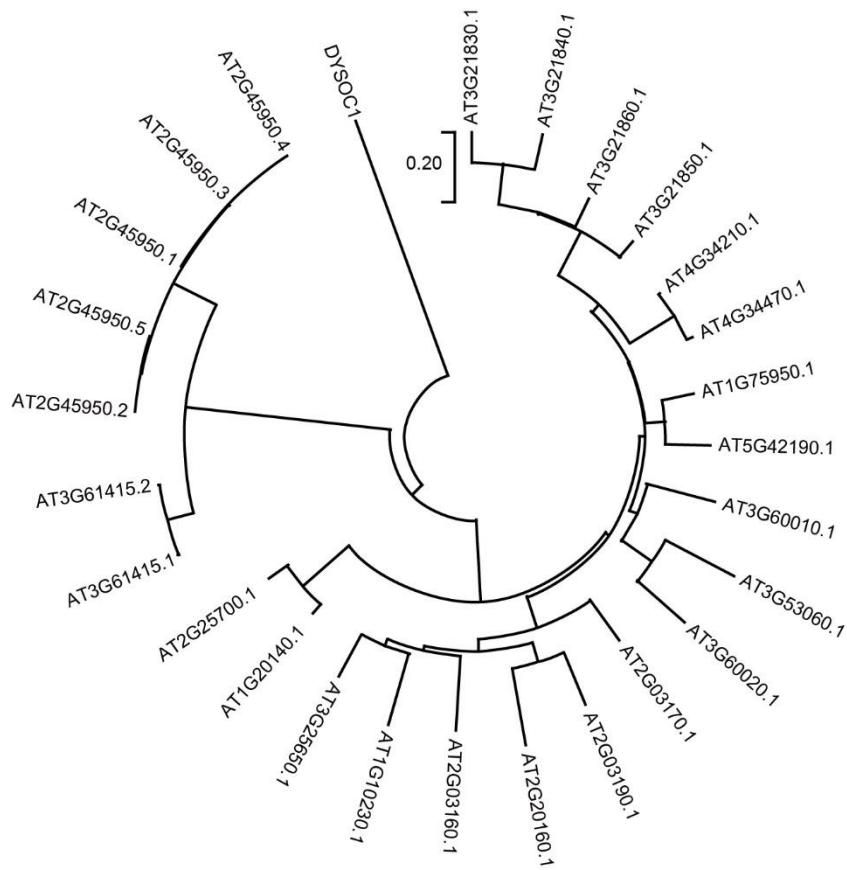 DYSOC1
AT3G21830.1
AT3G21840.1
AT3G21860.1
AT3G21850.1
AT4G34210.1
AT4G34470.1
AT1G75950.1
AT5G42190.1
AT3G60010.1
AT3G53060.1
AT3G60020.1
AT2G03170.1
AT2G03190.1
AT2G20160.1
AT2G03160.1
AT1G10230.1
AT3G25650.1
AT1G20140.1
AT2G25700.1
AT3G61415.1
AT3G61415.2
AT2G45950.2
AT2G45950.5
AT2G45950.1
AT2G45950.3
AT2G45950.4
0.20